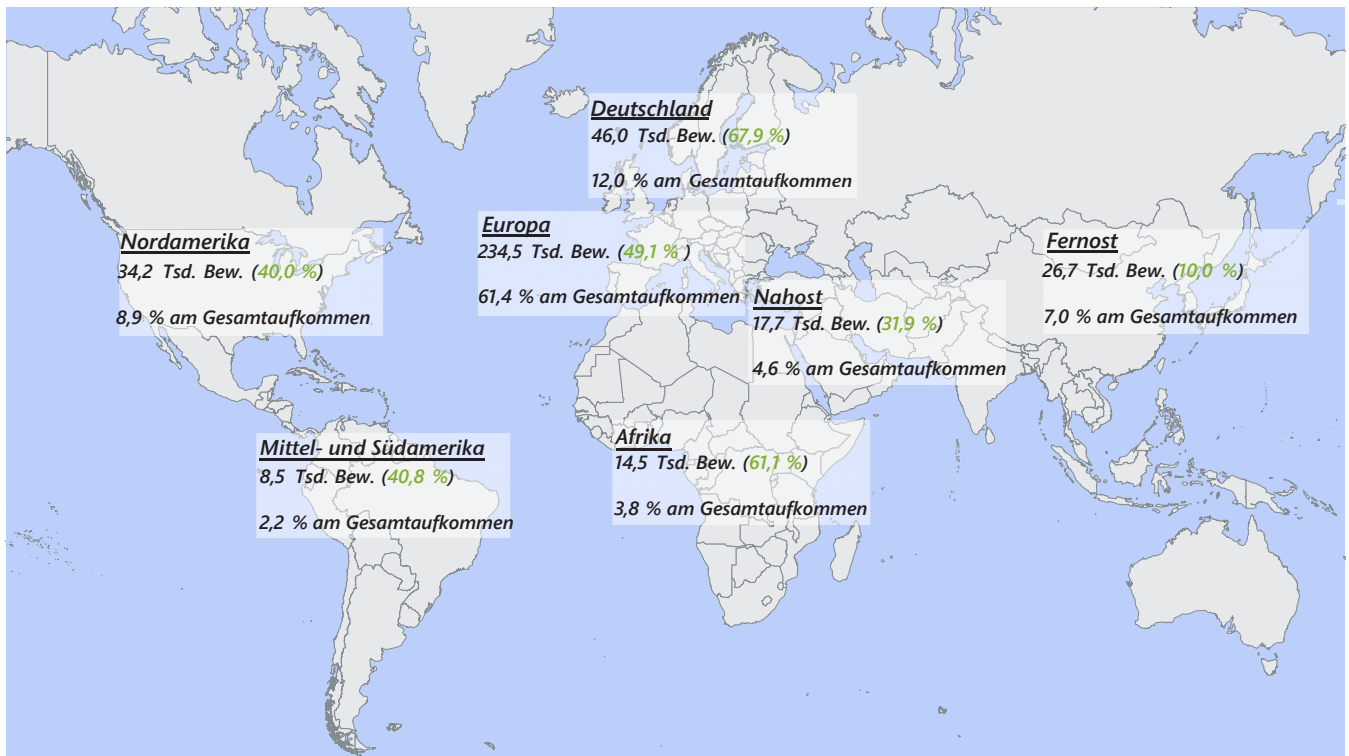 Deutschland
46,0 Tsd. Bew. (67,9 %)
12,0 % am Gesamtaufkommen
Europa
234,5 Tsd. Bew. (49,1 % )
61,4 % am Gesamtaufkommen
Nordamerika
34,2 Tsd. Bew. (40,0 %)
8,9 % am Gesamtaufkommen
Fernost
26,7 Tsd. Bew. (10,0 %)
7,0 % am Gesamtaufkommen
Nahost
17,7 Tsd. Bew. (31,9 %)
4,6 % am Gesamtaufkommen
Mittel- und Südamerika
8,5 Tsd. Bew. (40,8 %)
2,2 % am Gesamtaufkommen
Afrika
14,5 Tsd. Bew. (61,1 %)
3,8 % am Gesamtaufkommen